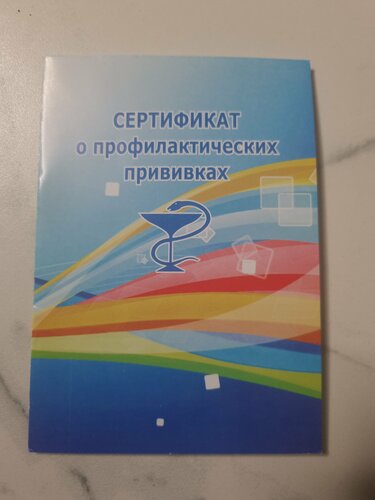 СЕРТИФИКАТ
о профилактических
прививках